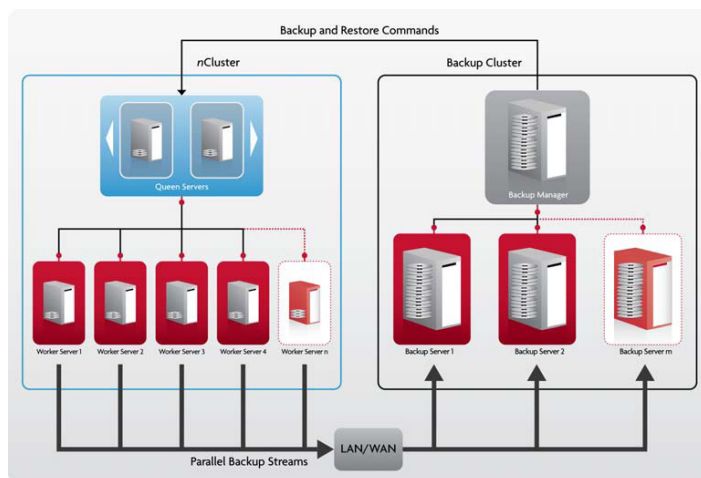 Backup and Restore Commands
nCluster
Backup Cluster
Queen Servers
Backup Manager
Worker Server 1
Worker Server 2
Worker Server 3
Worker Server 4
Worker Server n
Backup Server 1
Backup Server 2
Backup Server m
LAN/WAN
Parallel Backup Streams